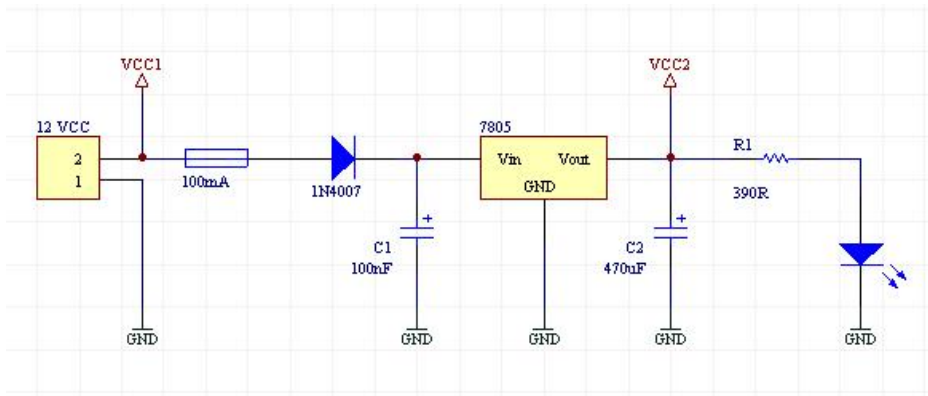 VCC1
VCC2
12 VCC
7805
R1
2
Vin Vout
1
100mA
1N4007
GND
390R
C1
C2
100nF
470uF
GND
GND
GND
GND
GND